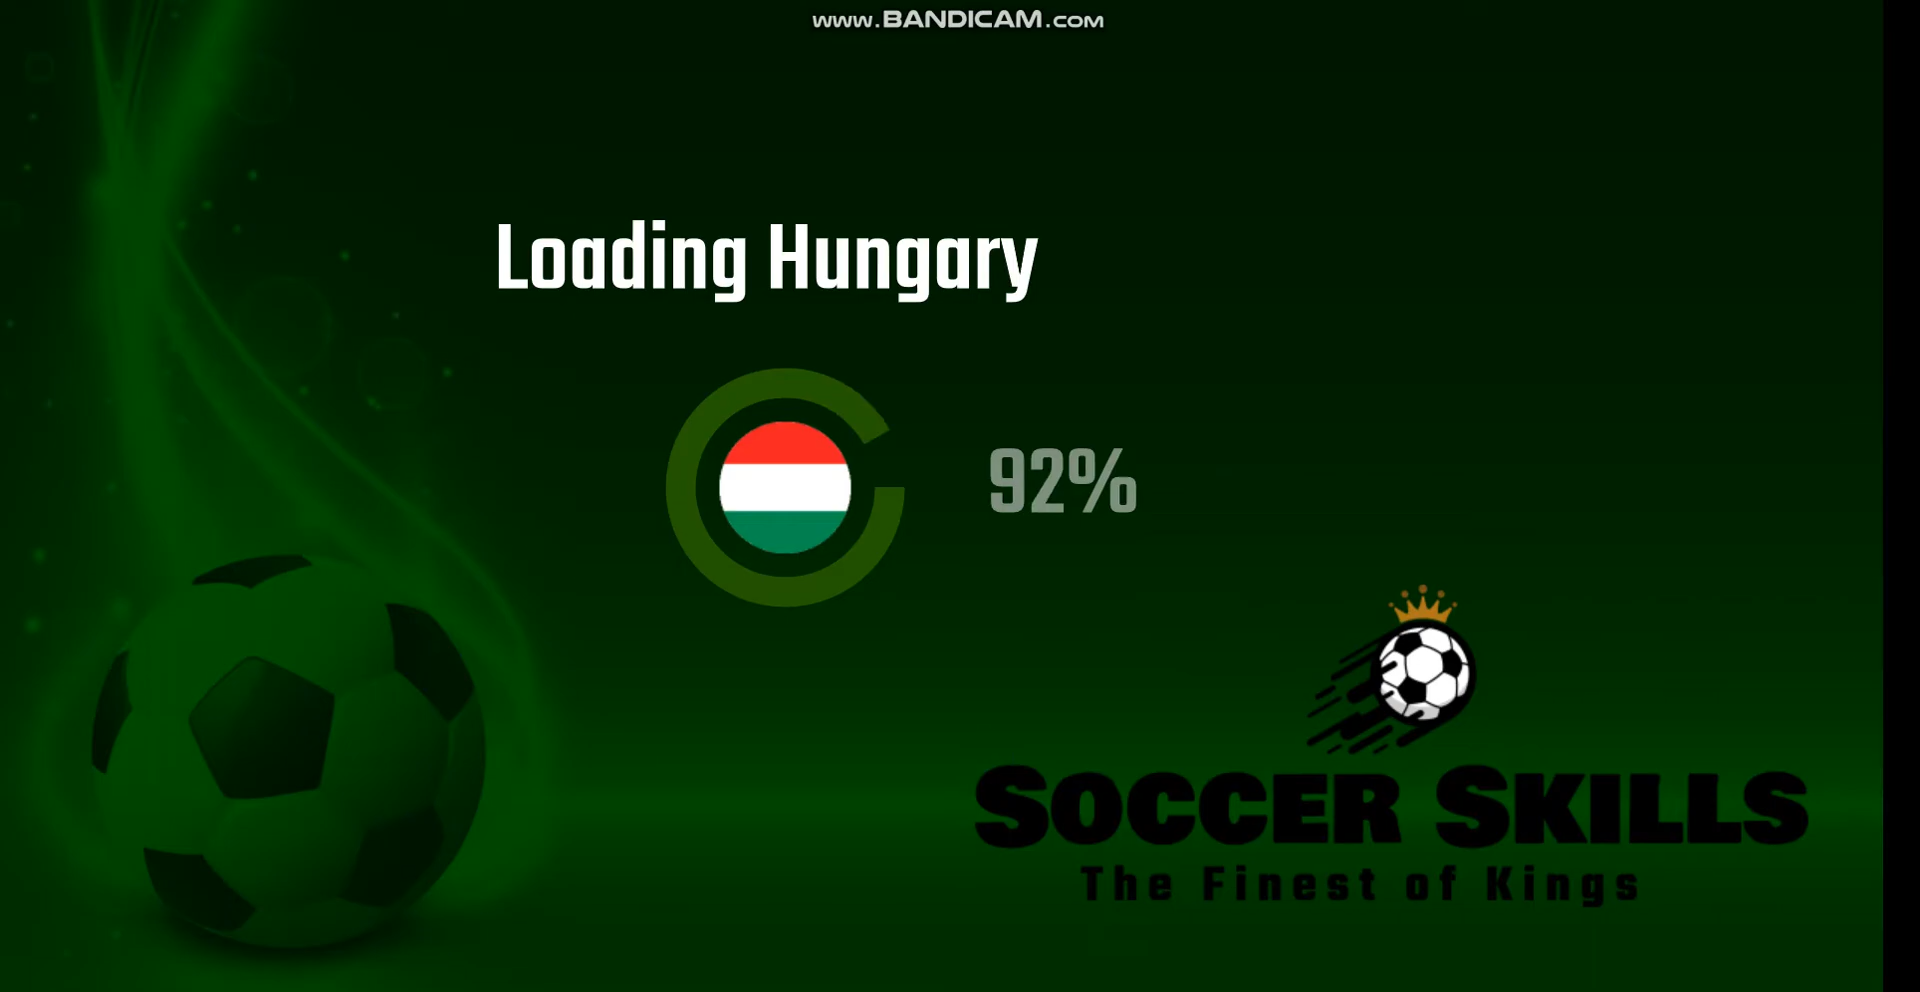 www.BANDICAM.com
Loading Hungary
92%
SOCCER SKILLS
The Finest of Kings